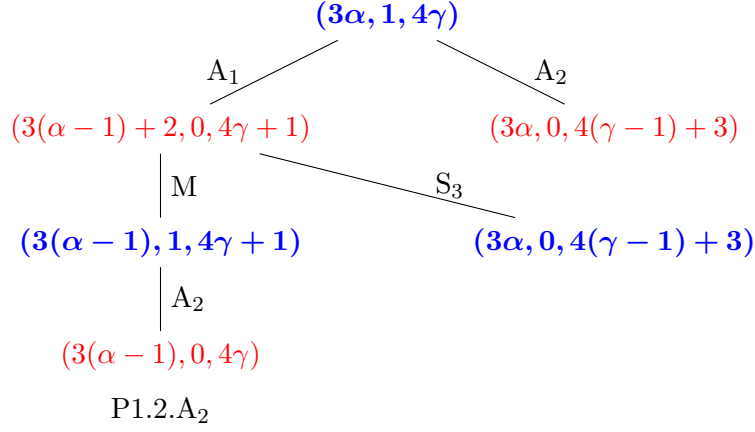 (3α, 1, 4γ)
A₁ A₂
(3(α − 1) + 2, 0, 4γ + 1) (3α, 0, 4(γ − 1) + 3)
M S₃
(3(α − 1), 1, 4γ + 1) (3α, 0, 4(γ − 1) + 3)
A₂
(3(α − 1), 0, 4γ)
P1.2.A₂